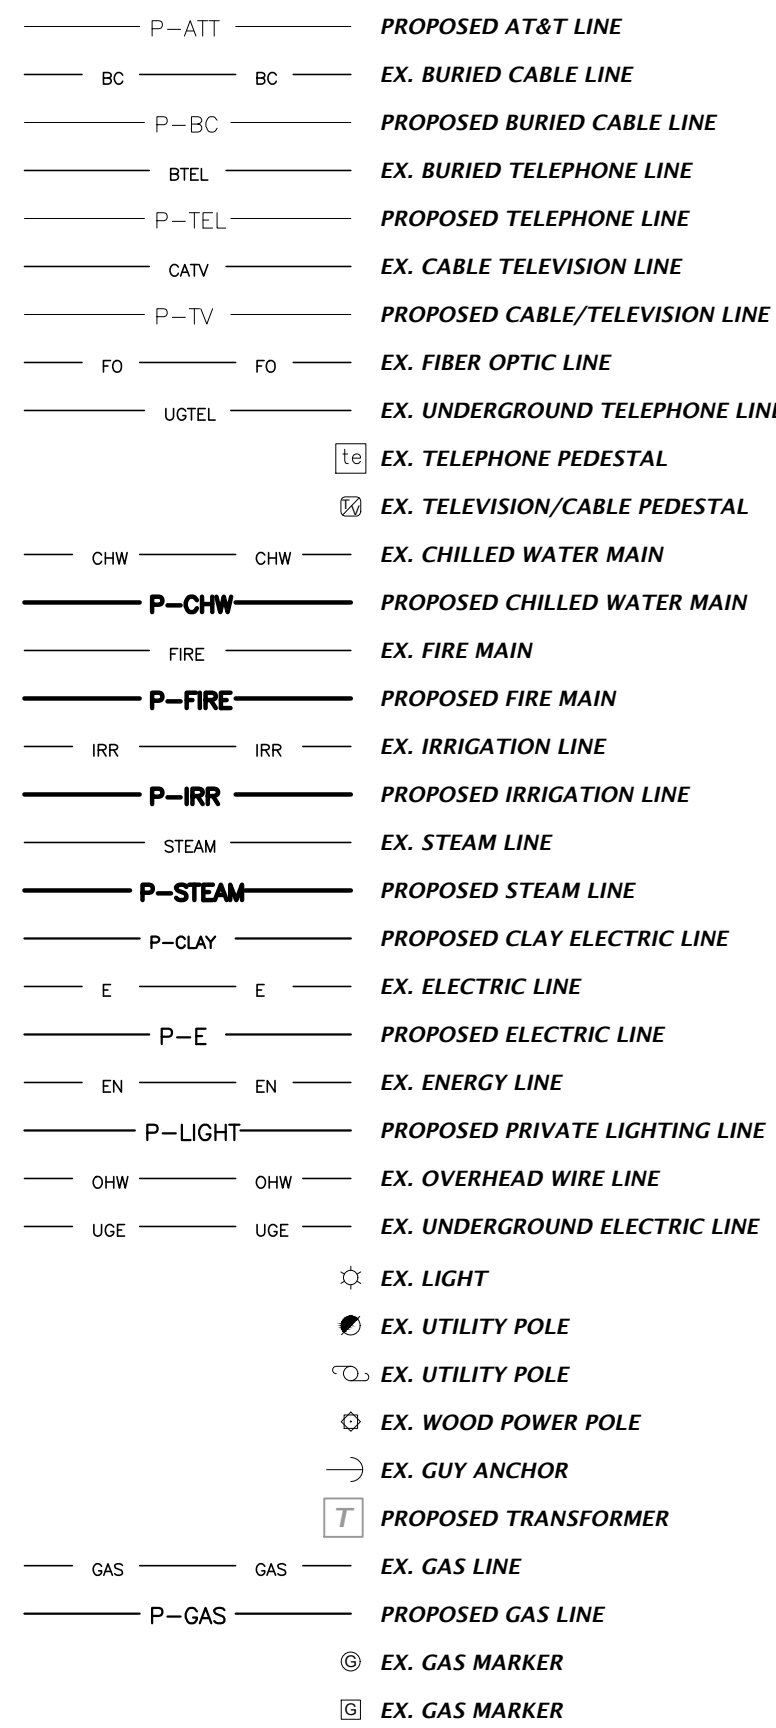 P-ATT PROPOSED AT&T LINE
BC BC EX. BURIED CABLE LINE
P-BC PROPOSED BURIED CABLE LINE
BTEL EX. BURIED TELEPHONE LINE
P-TEL PROPOSED TELEPHONE LINE
CATV EX. CABLE TELEVISION LINE
P-TV PROPOSED CABLE/TELEVISION LINE
FO FO EX. FIBER OPTIC LINE
UGTEL EX. UNDERGROUND TELEPHONE LINE
te EX. TELEPHONE PEDESTAL
TV EX. TELEVISION/CABLE PEDESTAL
CHW CHW EX. CHILLED WATER MAIN
P-CHW PROPOSED CHILLED WATER MAIN
FIRE EX. FIRE MAIN
P-FIRE PROPOSED FIRE MAIN
IRR IRR EX. IRRIGATION LINE
P-IRR PROPOSED IRRIGATION LINE
STEAM EX. STEAM LINE
P-STEAM PROPOSED STEAM LINE
P-CLAY PROPOSED CLAY ELECTRIC LINE
E E EX. ELECTRIC LINE
P-E PROPOSED ELECTRIC LINE
EN EN EX. ENERGY LINE
P-LIGHT PROPOSED PRIVATE LIGHTING LINE
OHW OHW EX. OVERHEAD WIRE LINE
UGE UGE EX. UNDERGROUND ELECTRIC LINE
EX. LIGHT
EX. UTILITY POLE
EX. UTILITY POLE
EX. WOOD POWER POLE
EX. GUY ANCHOR
T PROPOSED TRANSFORMER
GAS GAS EX. GAS LINE
P-GAS PROPOSED GAS LINE
G EX. GAS MARKER
G EX. GAS MARKER